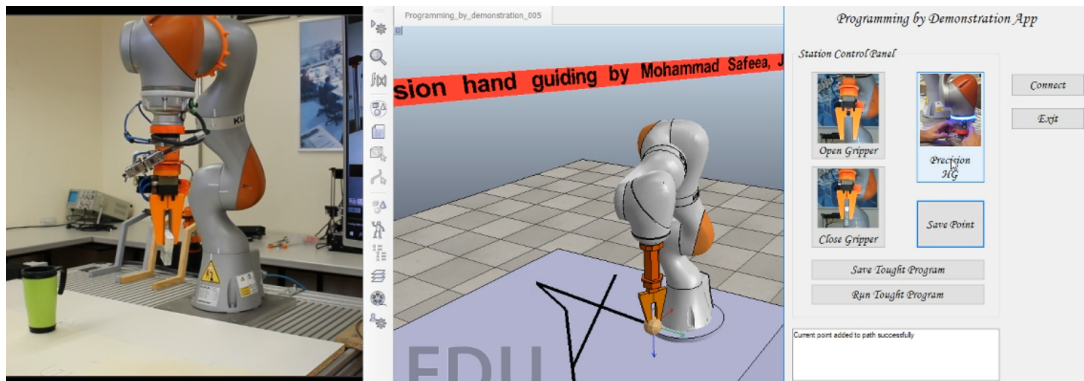 KU
Programming_by_demonstration_005
sion hand guiding by Mohammad Safeea, J
EDU
Programming by Demonstration App
Station Control Panel
Open Gripper
Precision
HG
Close Gripper
Save Point
Save Tought Program
Run Tought Program
Connect
Exit
Current point added to path successfully